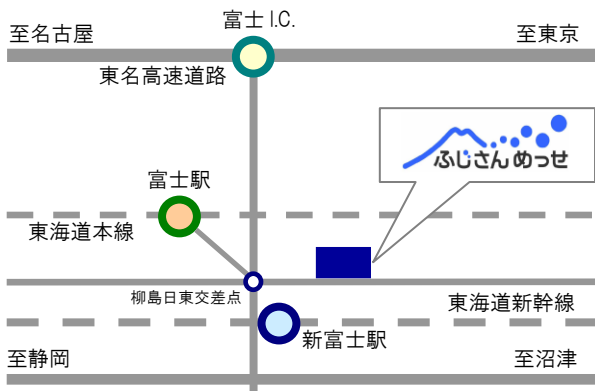 富士 I.C.
至名古屋
至東京
東名高速道路
ふじさんめっせ
富士駅
東海道本線
柳島日東交差点
東海道新幹線
新富士駅
至静岡
至沼津